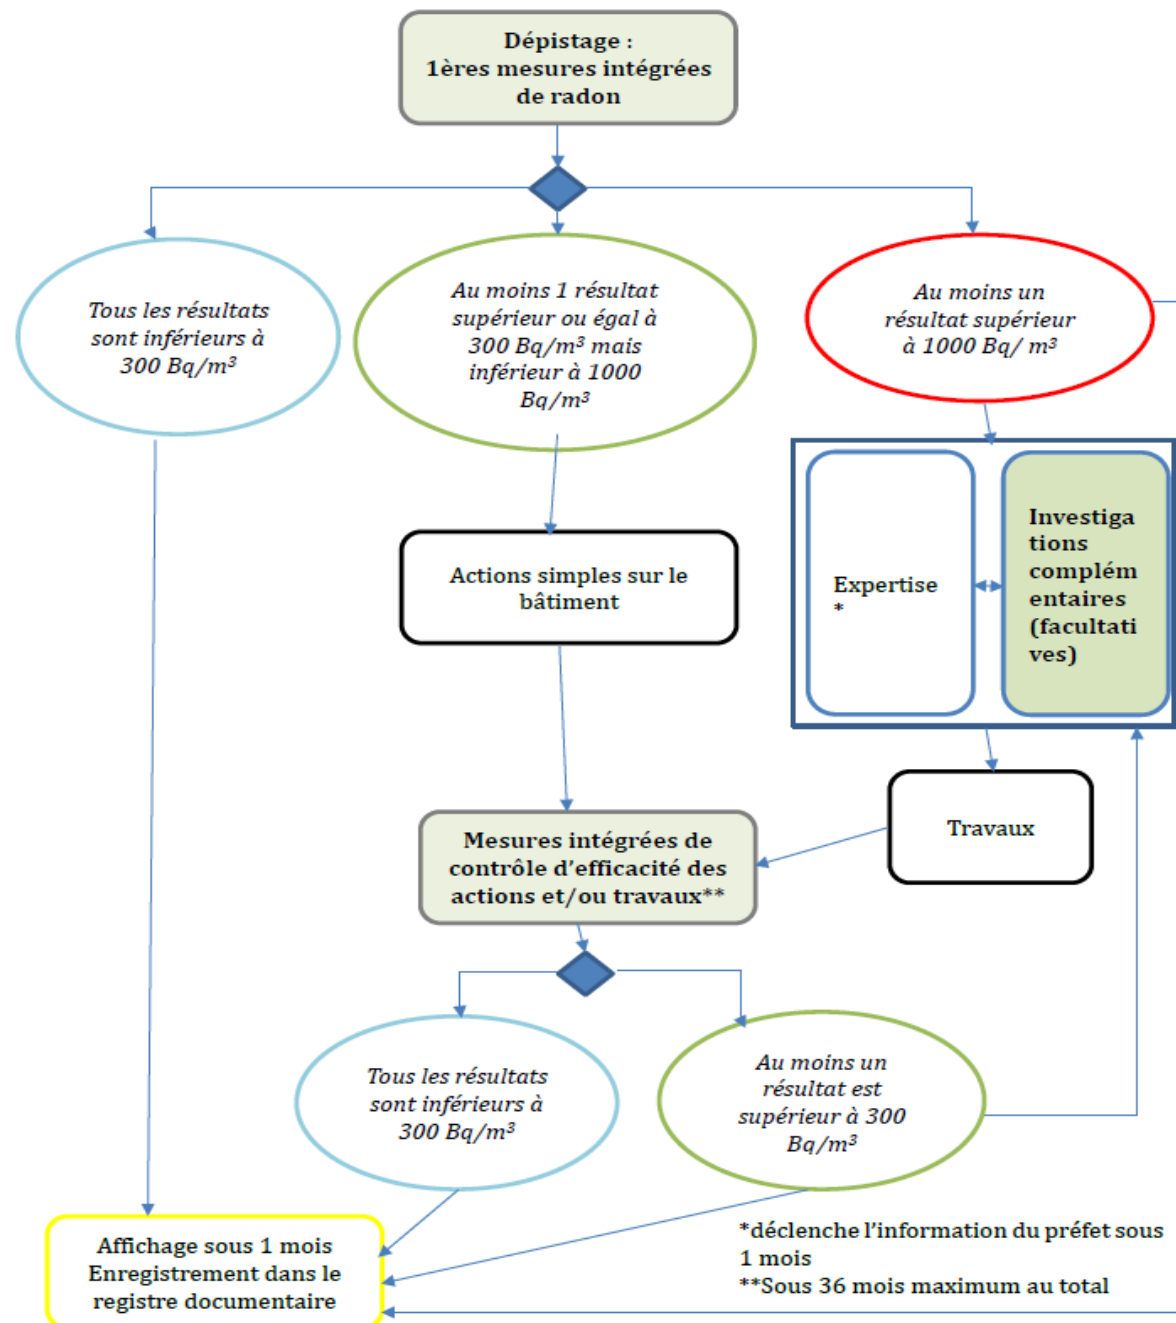 Dépistage :
1ères mesures intégrées
de radon
Tous les résultats
sont inférieurs à
300 Bq/m³
Au moins 1 résultat
supérieur ou égal à
300 Bq/m³ mais
inférieur à 1000
Bq/m³
Au moins un
résultat supérieur
à 1000 Bq/ m³
Actions simples sur le
bâtiment
Expertise
*
Investiga
tions
complém
entaires
(facultati
ves)
Travaux
Mesures intégrées de
contrôle d'efficacité des
actions et/ou travaux**
Tous les résultats
sont inférieurs à
300 Bq/m³
Au moins un
résultat est
supérieur à 300
Bq/m³
Affichage sous 1 mois
Enregistrement dans le
registre documentaire
*déclenche l'information du préfet sous
1 mois
**Sous 36 mois maximum au total